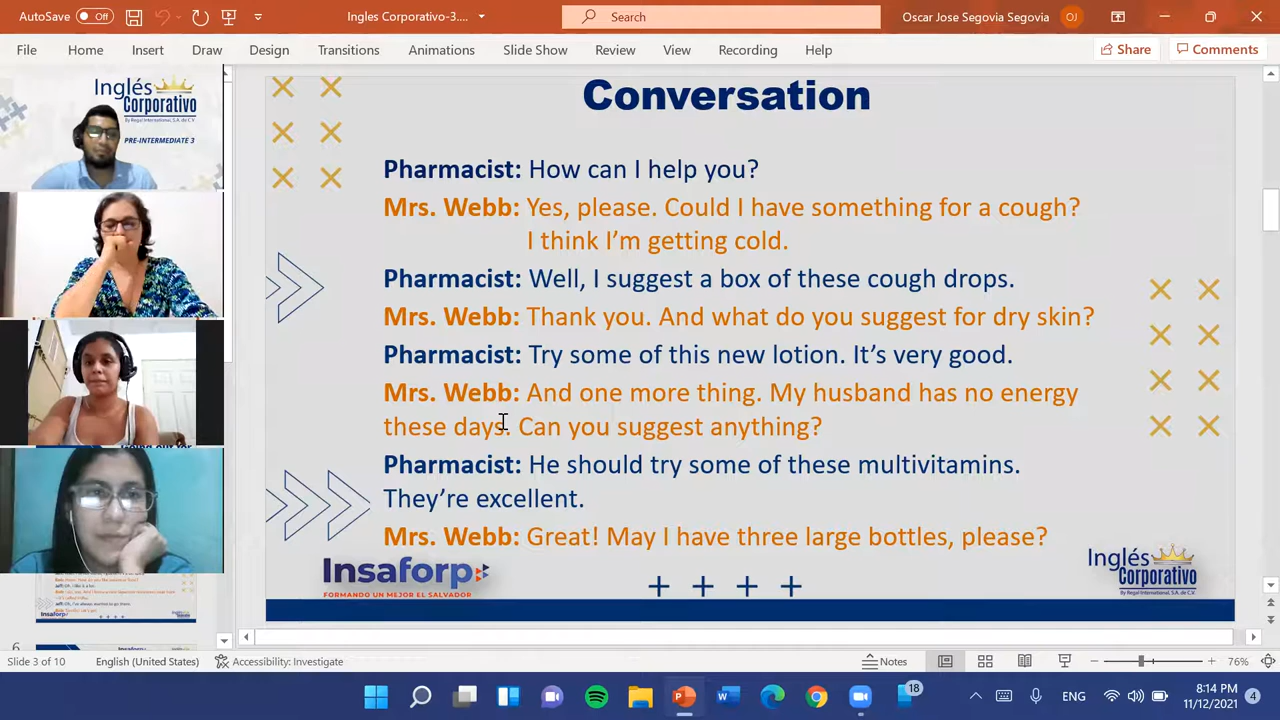 AutoSave Off Ingles Corporativo-3.... Search Oscar Jose Segovia Segovia OJ
File Home Insert Draw Design Transitions Animations Slide Show Review View Recording Help Share Comments
Inglés
Corporativo
By Regal International, S.A. de C.V.
PRE-INTERMEDIATE 3
Conversation
Pharmacist: How can I help you?
Mrs. Webb: Yes, please. Could I have something for a cough?
I think I'm getting cold.
Pharmacist: Well, I suggest a box of these cough drops.
Mrs. Webb: Thank you. And what do you suggest for dry skin?
Pharmacist: Try some of this new lotion. It's very good.
Mrs. Webb: And one more thing. My husband has no energy
these days. Can you suggest anything?
Pharmacist: He should try some of these multivitamins.
They're excellent.
Mrs. Webb: Great! May I have three large bottles, please?
Insaforp
FORMANDO UN MEJOR EL SALVADOR
Inglés
Corporativo
By Regal International, S.A. de C.V.
Slide 3 of 10 English (United States) Accessibility: Investigate Notes 76%
18 ENG 8:14 PM
11/12/2021 4